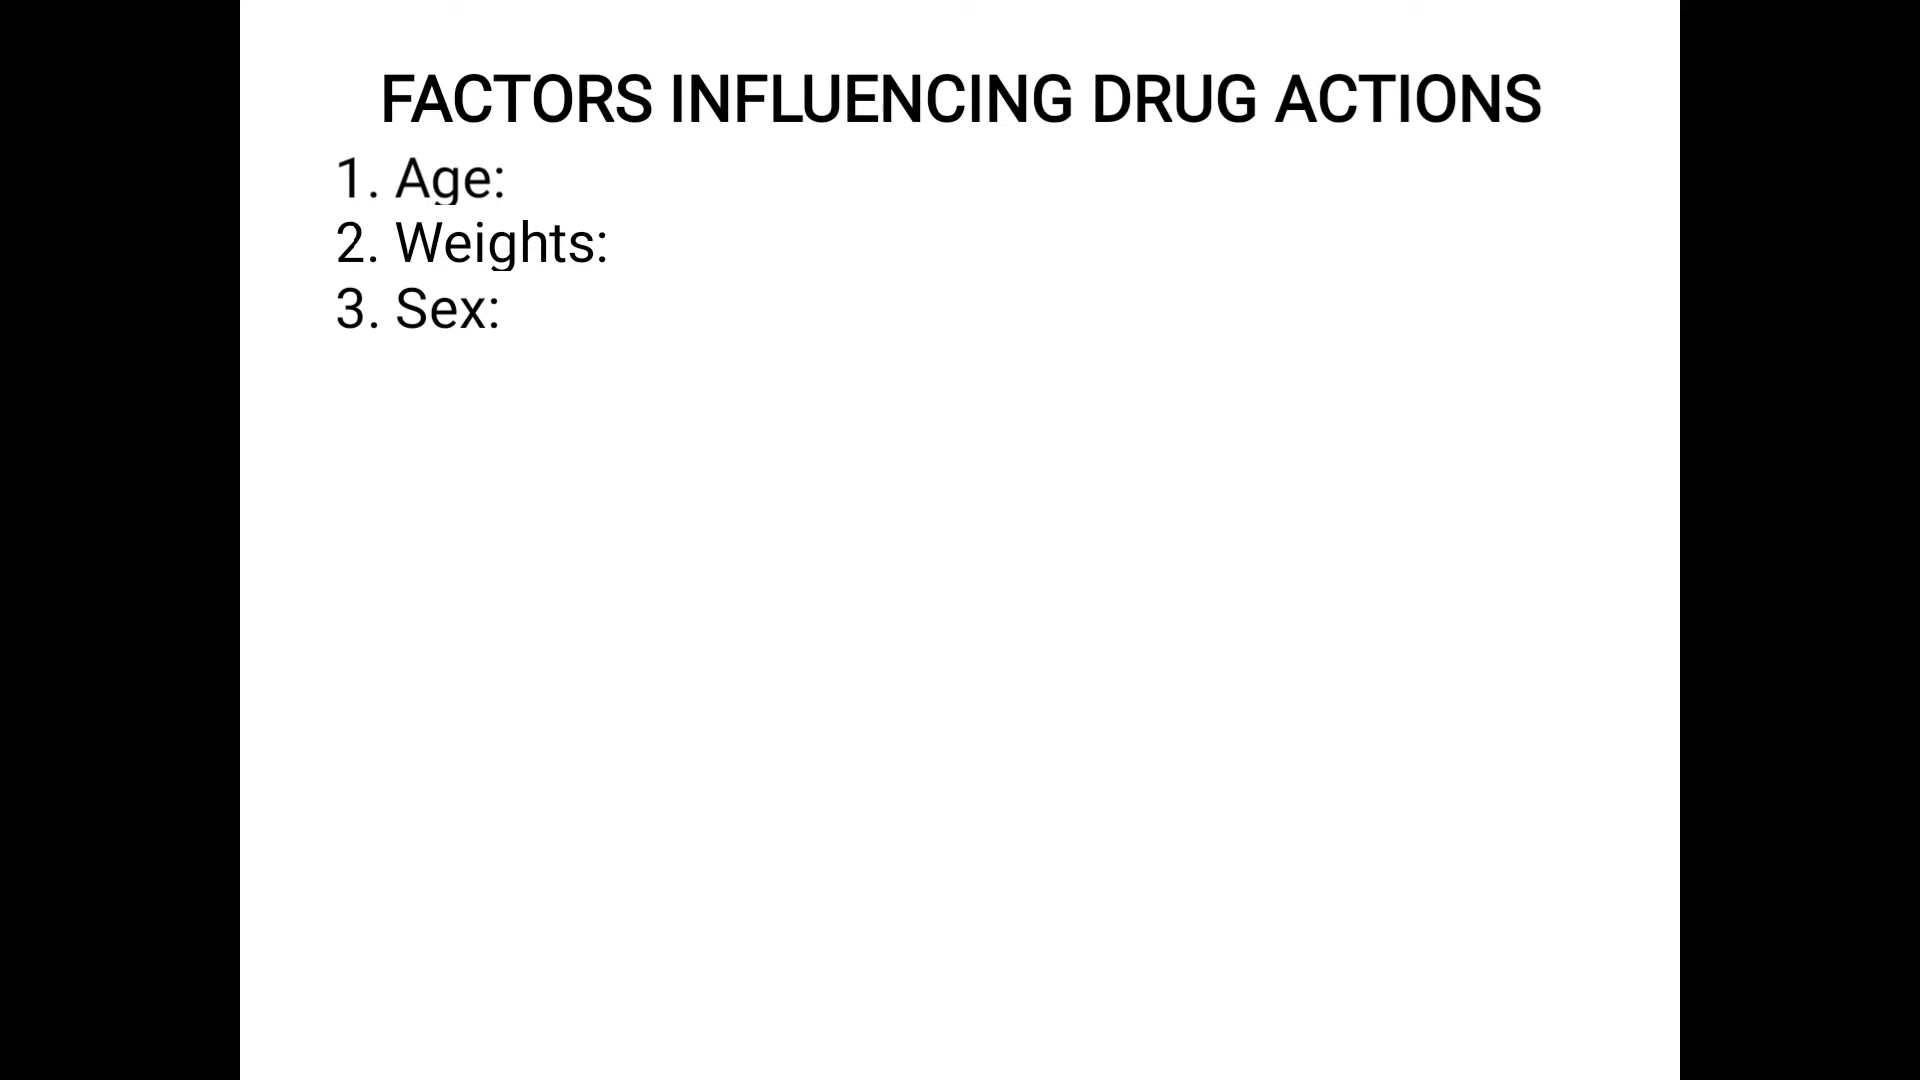 FACTORS INFLUENCING DRUG ACTIONS
1. Age:
2. Weights:
3. Sex: